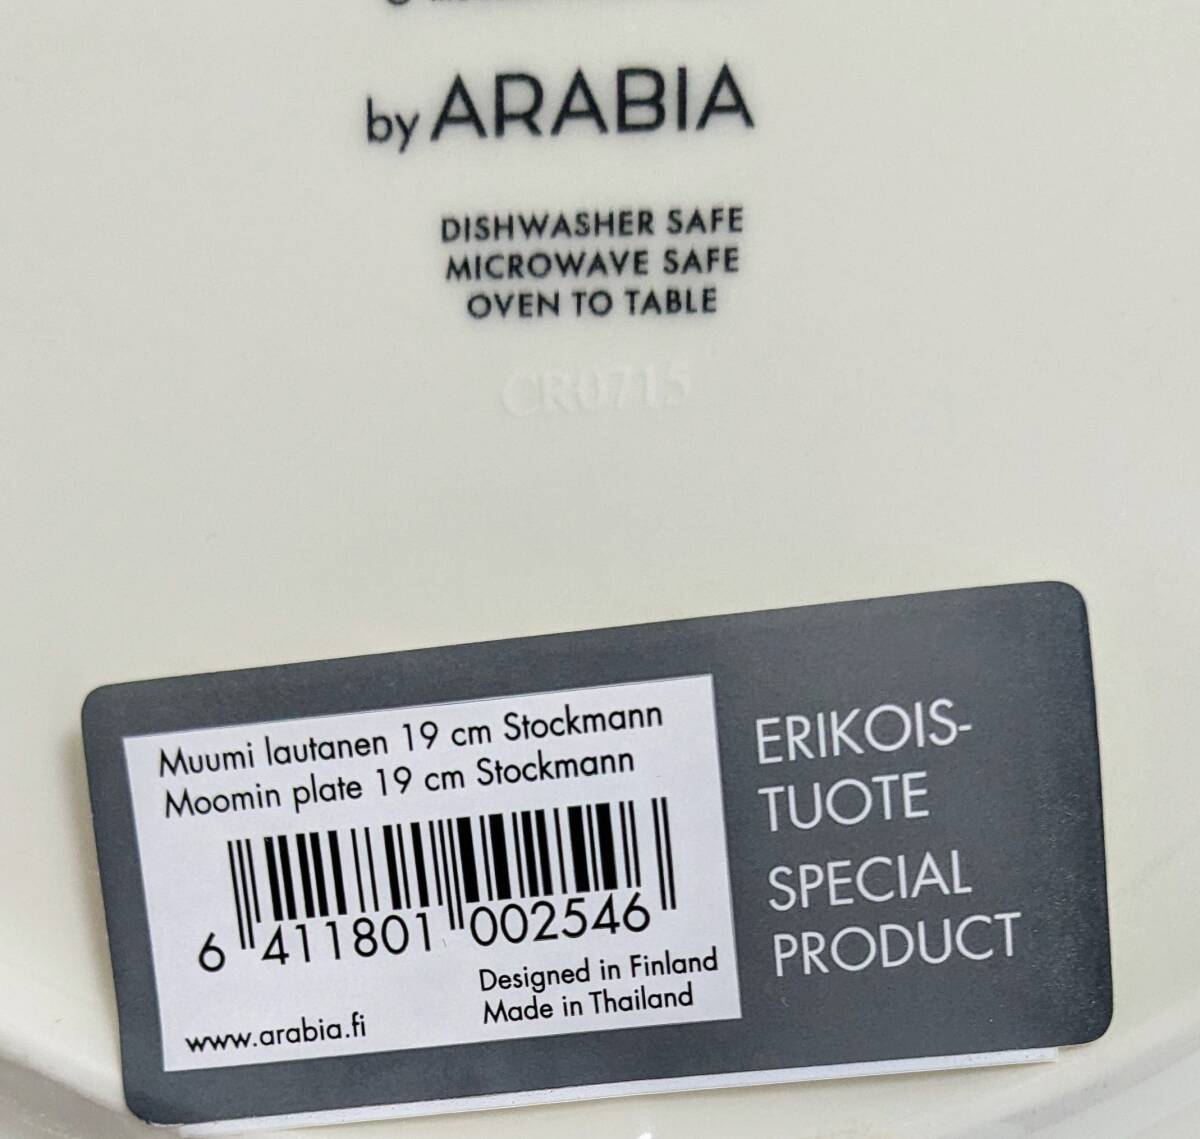 by ARABIA
DISHWASHER SAFE
MICROWAVE SAFE
OVEN TO TABLE
CR0715
Muumi lautanen 19 cm Stockmann
Moomin plate 19 cm Stockmann
6 411801 002546
Designed in Finland
Made in Thailand
www.arabia.fi
ERIKOIS-
TUOTE
SPECIAL
PRODUCT